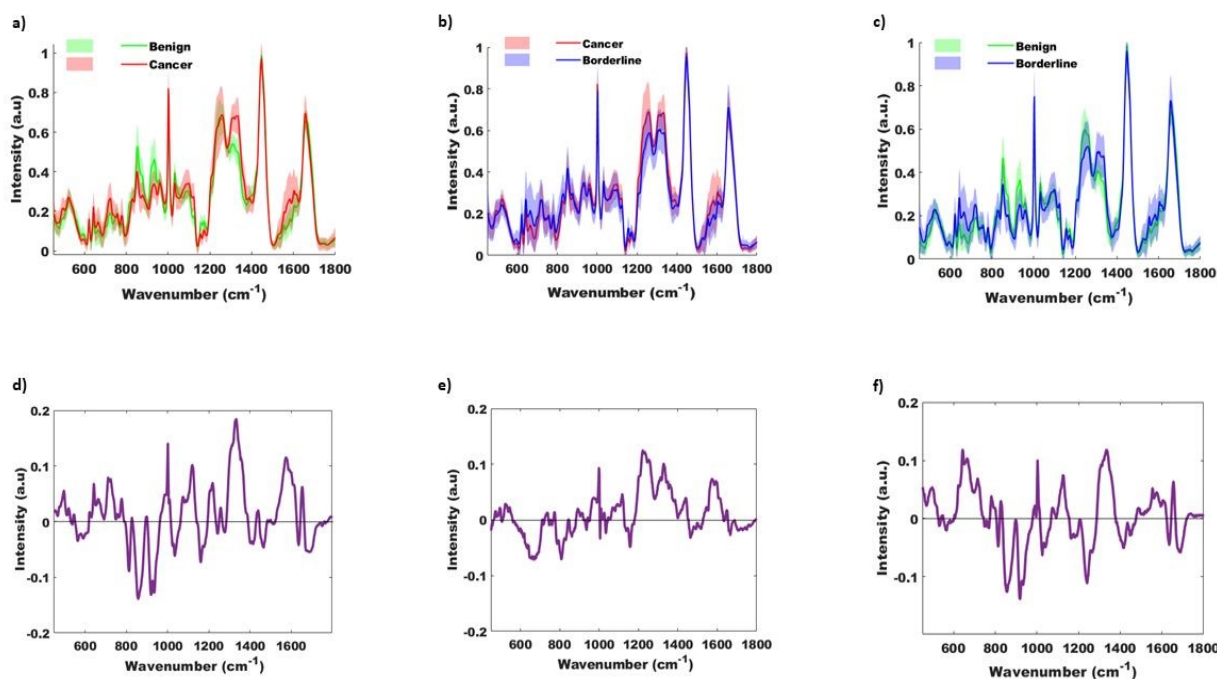 a)
Benign
Cancer
Intensity (a.u)
1
0.8
0.6
0.4
0.2
0
600 800 1000 1200 1400 1600 1800
Wavenumber (cm-1)
b)
Cancer
Borderline
Intensity (a.u.)
1
0.8
0.6
0.4
0.2
0
600 800 1000 1200 1400 1600 1800
Wavenumber (cm-1)
c)
Benign
Borderline
Intensity (a.u.)
1
0.8
0.6
0.4
0.2
0
600 800 1000 1200 1400 1600 1800
Wavenumber (cm-1)
d)
Intensity (a.u)
0.2
0.1
0
-0.1
-0.2
600 800 1000 1200 1400 1600
Wavenumber (cm-1)
e)
Intensity (a.u)
0.2
0.1
0
-0.1
-0.2
600 800 1000 1200 1400 1600 1800
Wavenumber (cm-1)
f)
Intensity (a.u.)
0.2
0.1
0
-0.1
600 800 1000 1200 1400 1600 1800
Wavenumber (cm-1)